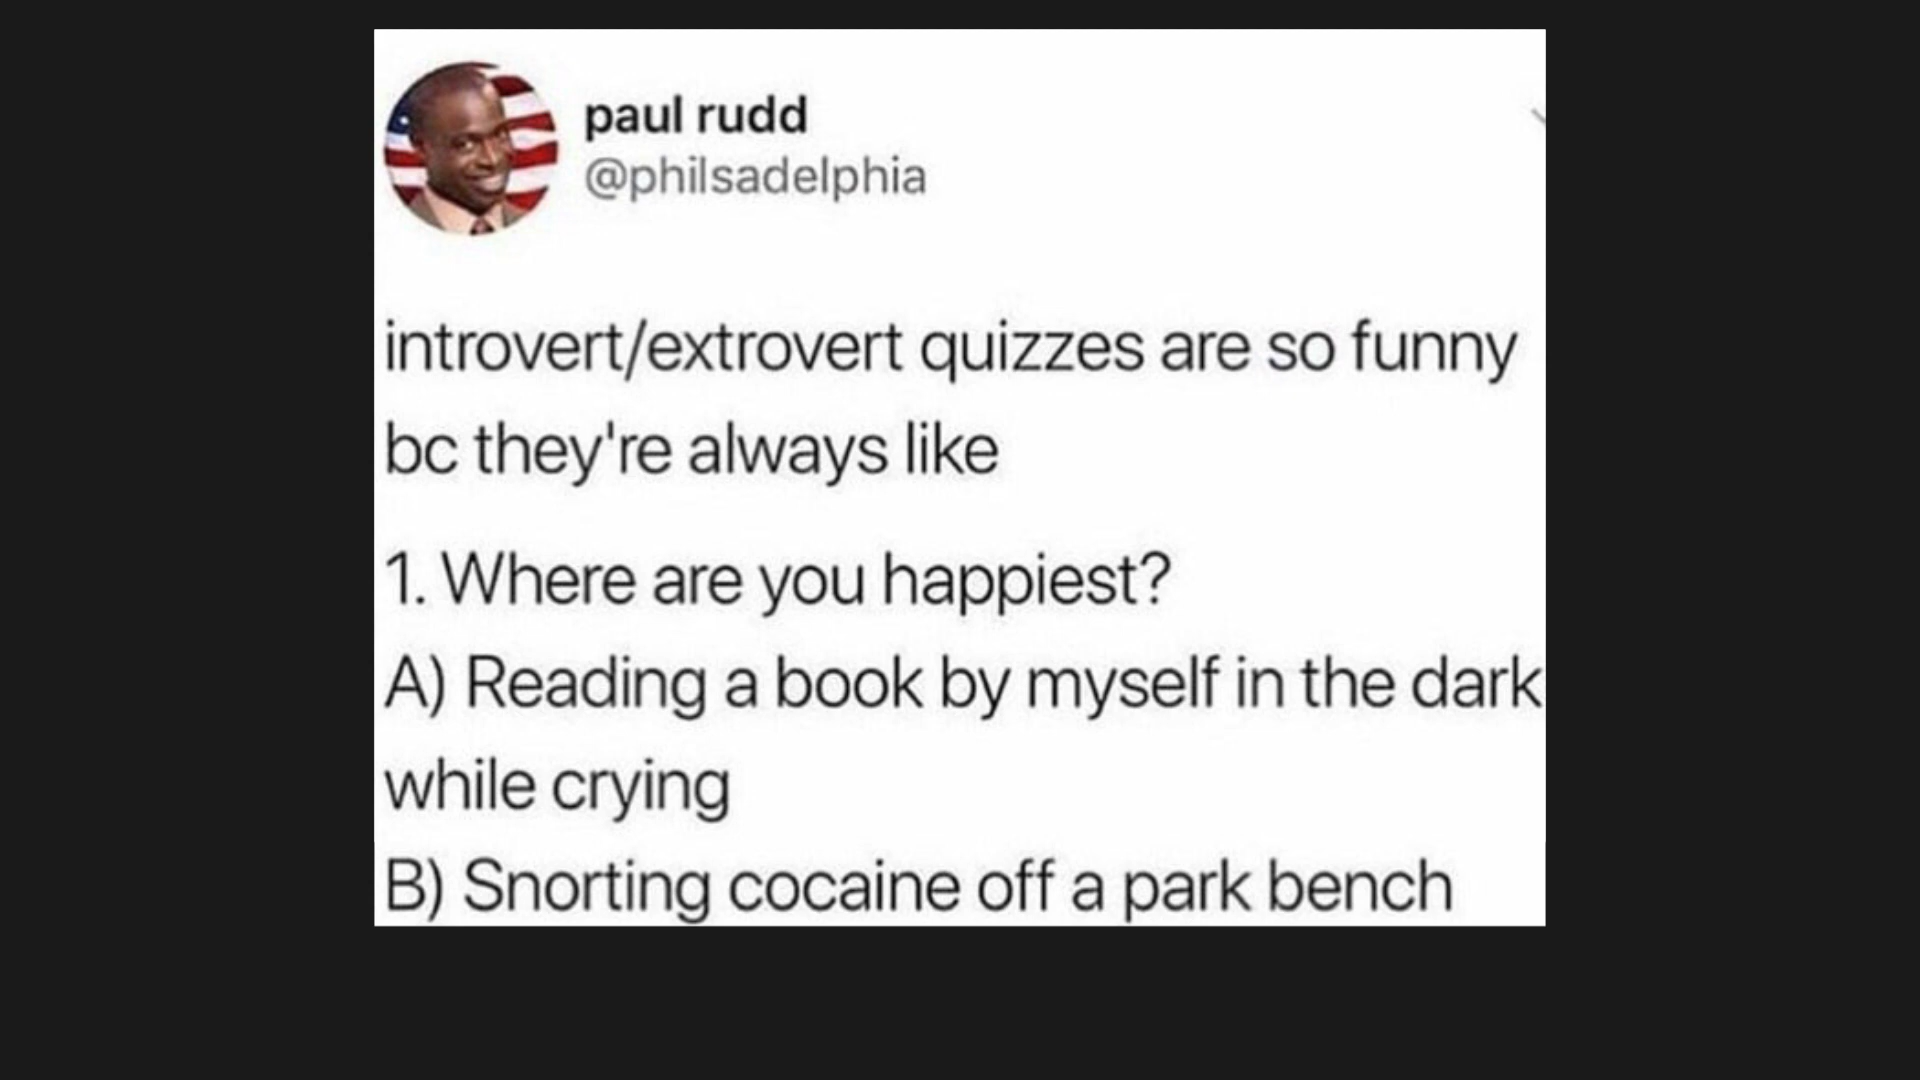 paul rudd
@philsadelphia
introvert/extrovert quizzes are so funny
bc they're always like
1. Where are you happiest?
A) Reading a book by myself in the dark
while crying
B) Snorting cocaine off a park bench